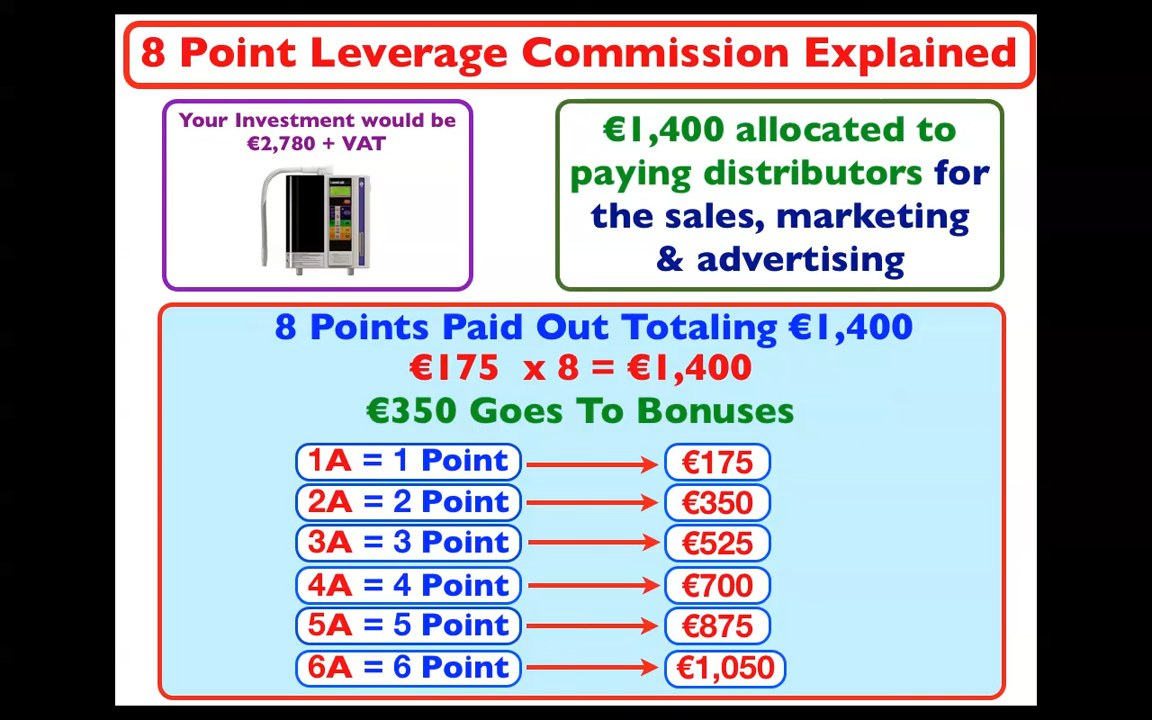 8 Point Leverage Commission Explained
Your Investment would be
€2,780 + VAT
€1,400 allocated to
paying distributors for
the sales, marketing
& advertising
8 Points Paid Out Totaling €1,400
€175 x 8 = €1,400
€350 Goes To Bonuses
1A = 1 Point €175
2A = 2 Point €350
3A = 3 Point €525
4A = 4 Point €700
5A = 5 Point €875
6A = 6 Point €1,050